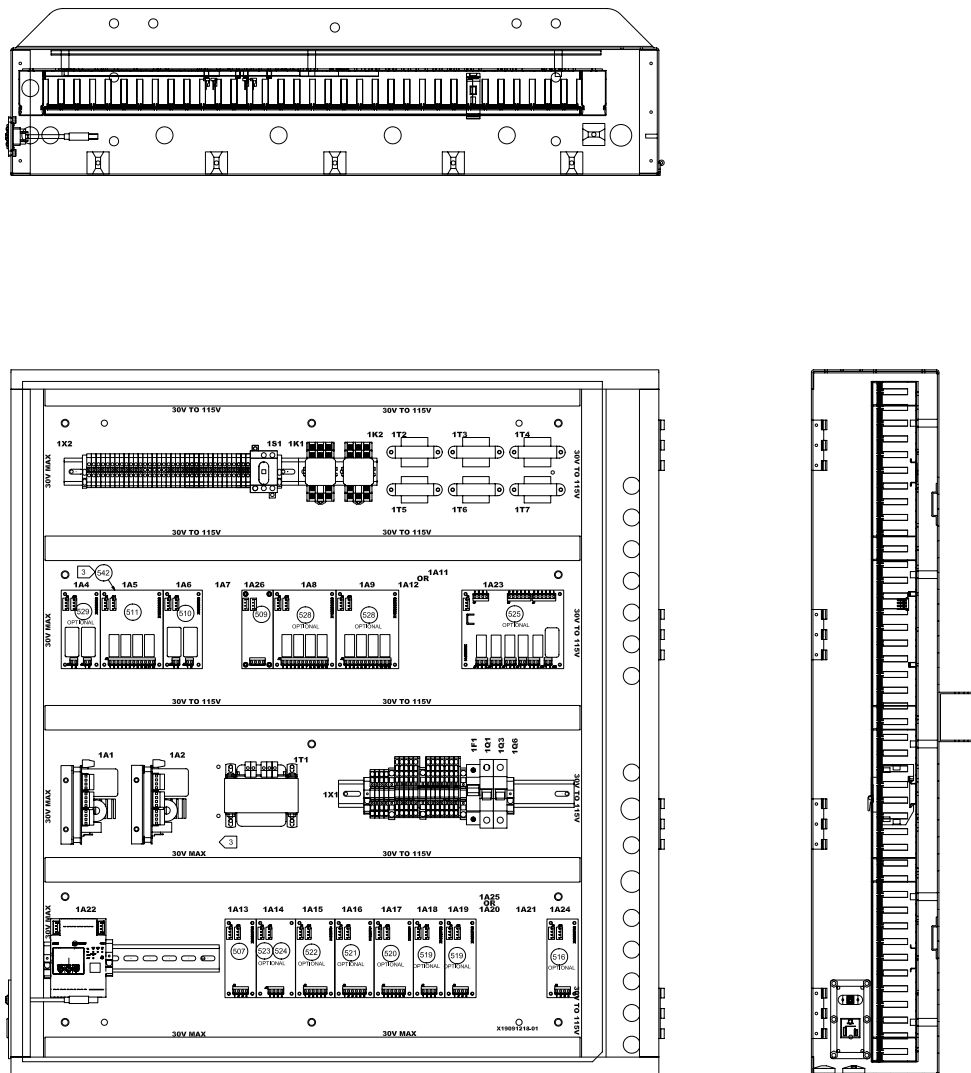 30V TO 115V 30V TO 115V
1X2 1S1 1K1 1K2 1T2 1T3 1T4
30V MAX
30V TO 115V
1T5 1T6 1T7
30V TO 115V 30V TO 115V
3 542
1A11
OR
1A4 1A5 1A6 1A7 1A26 1A8 1A9 1A12 1A23
529 511 510 509 528 528 525
OPTIONAL OPTIONAL OPTIONAL OPTIONAL
30V MAX
30V TO 115V
30V TO 115V 30V TO 115V
1F1 1Q1 1Q3 1Q6
1A1 1A2 1T1
1X1
30V MAX
30V TO 115V
3
30V MAX 30V TO 115V
1A25
OR
1A22 1A13 1A14 1A15 1A16 1A17 1A18 1A19 1A20 1A21 1A24
30V MAX
507 523 524 522 521 520 519 519 516
OPTIONAL OPTIONAL OPTIONAL OPTIONAL OPTIONAL OPTIONAL OPTIONAL
30V TO 115V
X19091218-01
30V MAX 30V MAX